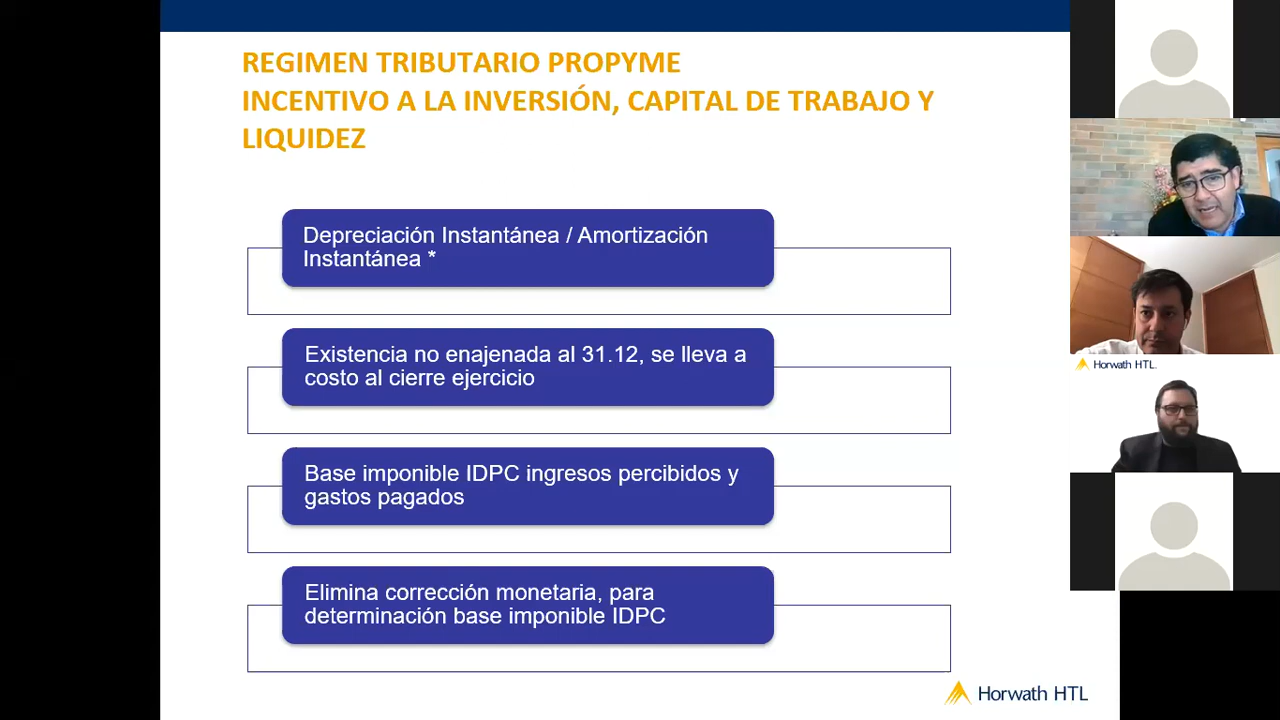 REGIMEN TRIBUTARIO PROPYME
INCENTIVO A LA INVERSIÓN, CAPITAL DE TRABAJO Y
LIQUIDEZ
Depreciación Instantánea / Amortización
Instantánea *
Existencia no enajenada al 31.12, se lleva a
costo al cierre ejercicio
Base imponible IDPC ingresos percibidos y
gastos pagados
Elimina corrección monetaria, para
determinación base imponible IDPC
Horwath HTL
Horwath HTL.